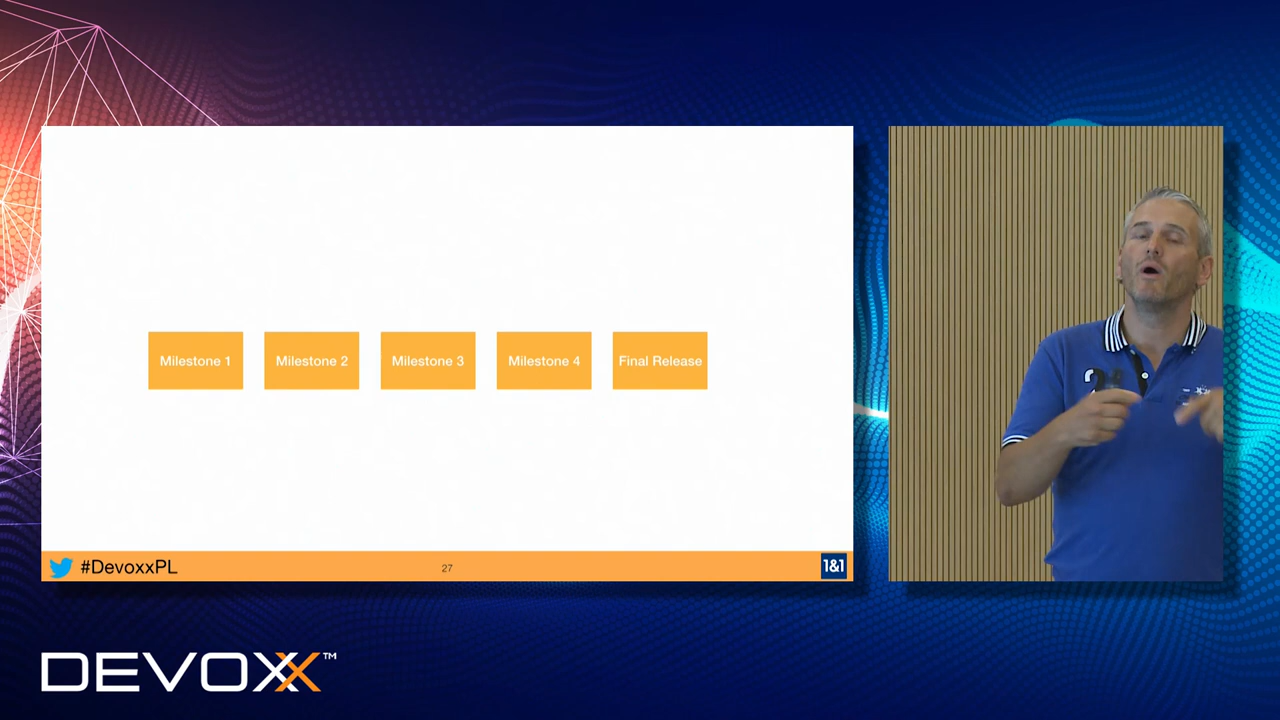 Milestone 1
Milestone 2
Milestone 3
Milestone 4
Final Release
#DevoxxPL
27
1&1
DEVOXX™